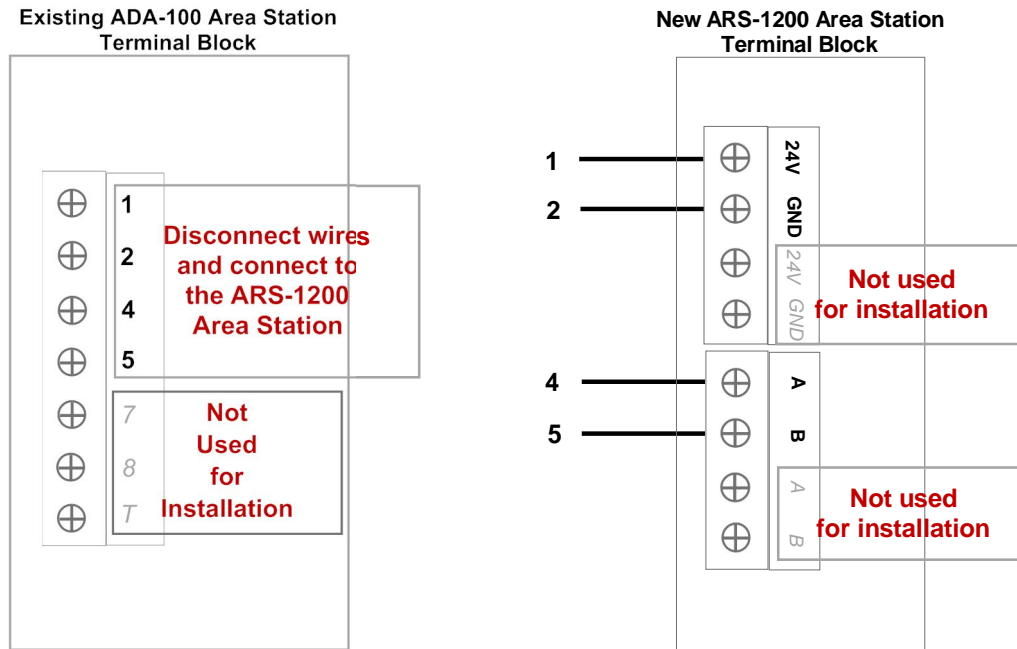 Existing ADA-100 Area Station
Terminal Block
1
2
4
5
7
8
T
Disconnect wires
and connect to
the ARS-1200
Area Station
Not
Used
for
Installation
New ARS-1200 Area Station
Terminal Block
1
2
4
5
24V
GND
24V
GND
Not used
for installation
A
B
A
B
Not used
for installation